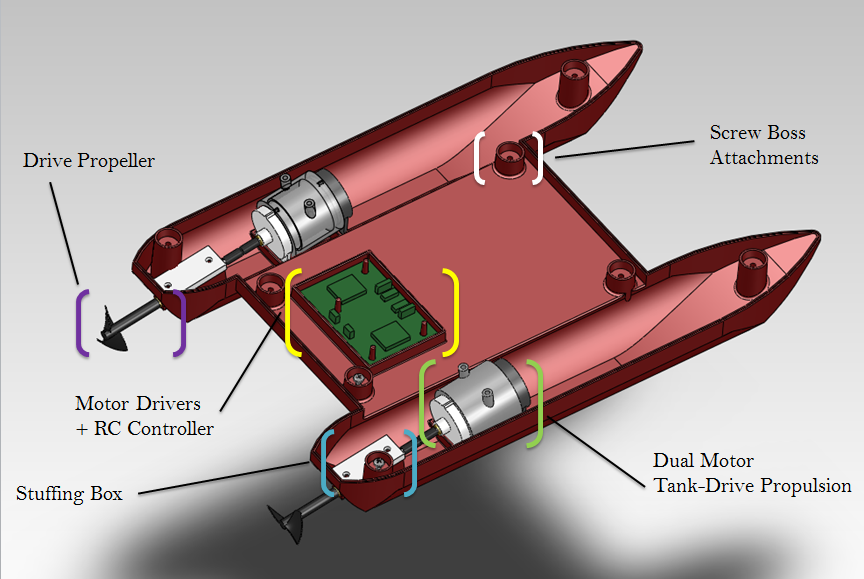 Screw Boss
Attachments
Drive Propeller
Motor Drivers
+ RC Controller
Stuffing Box
Dual Motor
Tank-Drive Propulsion